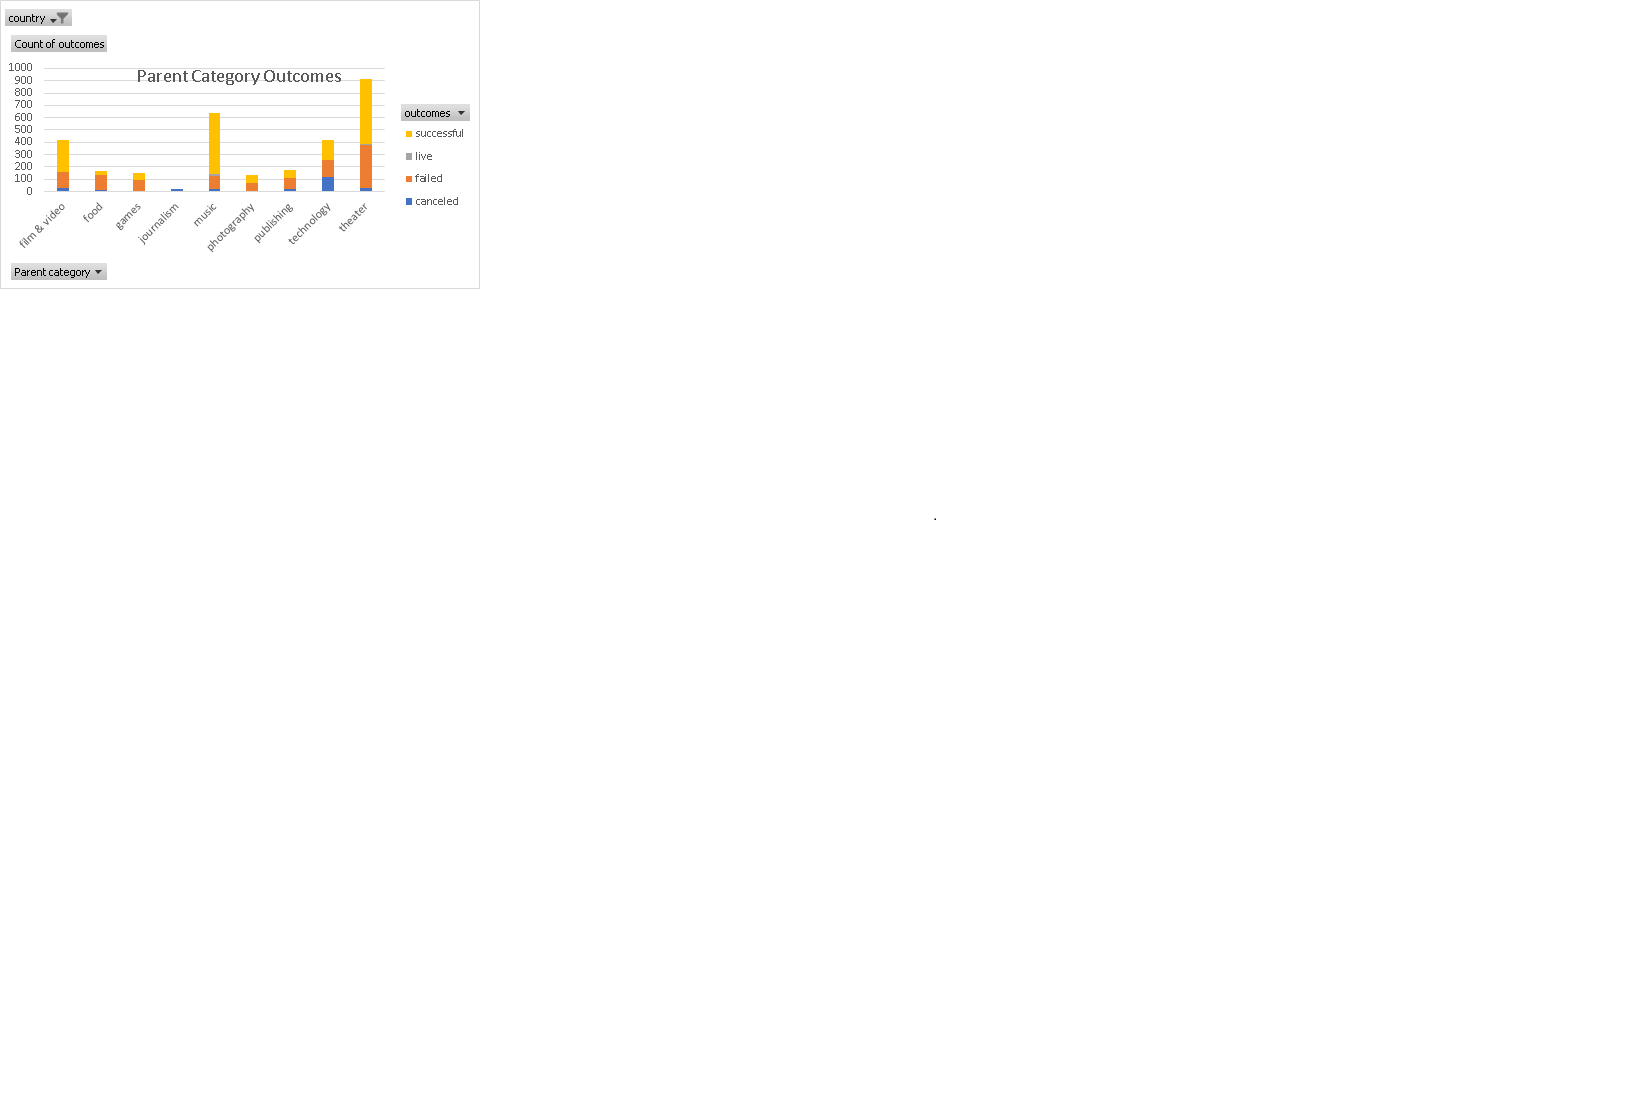 country
Count of outcomes
Parent Category Outcomes
1000
900
800
700
600
500
400
300
200
100
0
film & video
food
games
journalism
music
photography
publishing
technology
theater
outcomes
successful
live
failed
canceled
Parent category
.